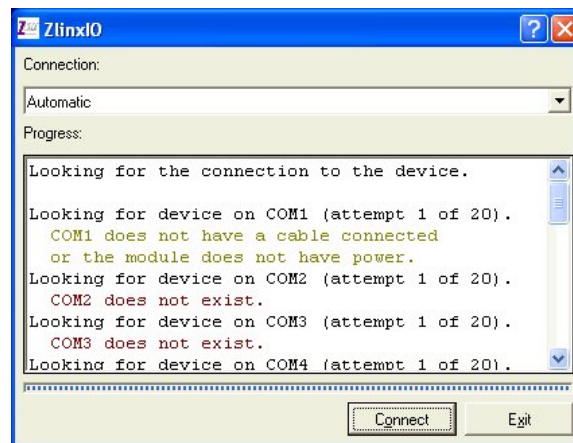 ZlinxIO
Connection:
Automatic
Progress:
Looking for the connection to the device.
Looking for device on COM1 (attempt 1 of 20).
COM1 does not have a cable connected
or the module does not have power.
Looking for device on COM2 (attempt 1 of 20).
COM2 does not exist.
Looking for device on COM3 (attempt 1 of 20).
COM3 does not exist.
Looking for device on COM4 (attempt 1 of 20).
Connect Exit